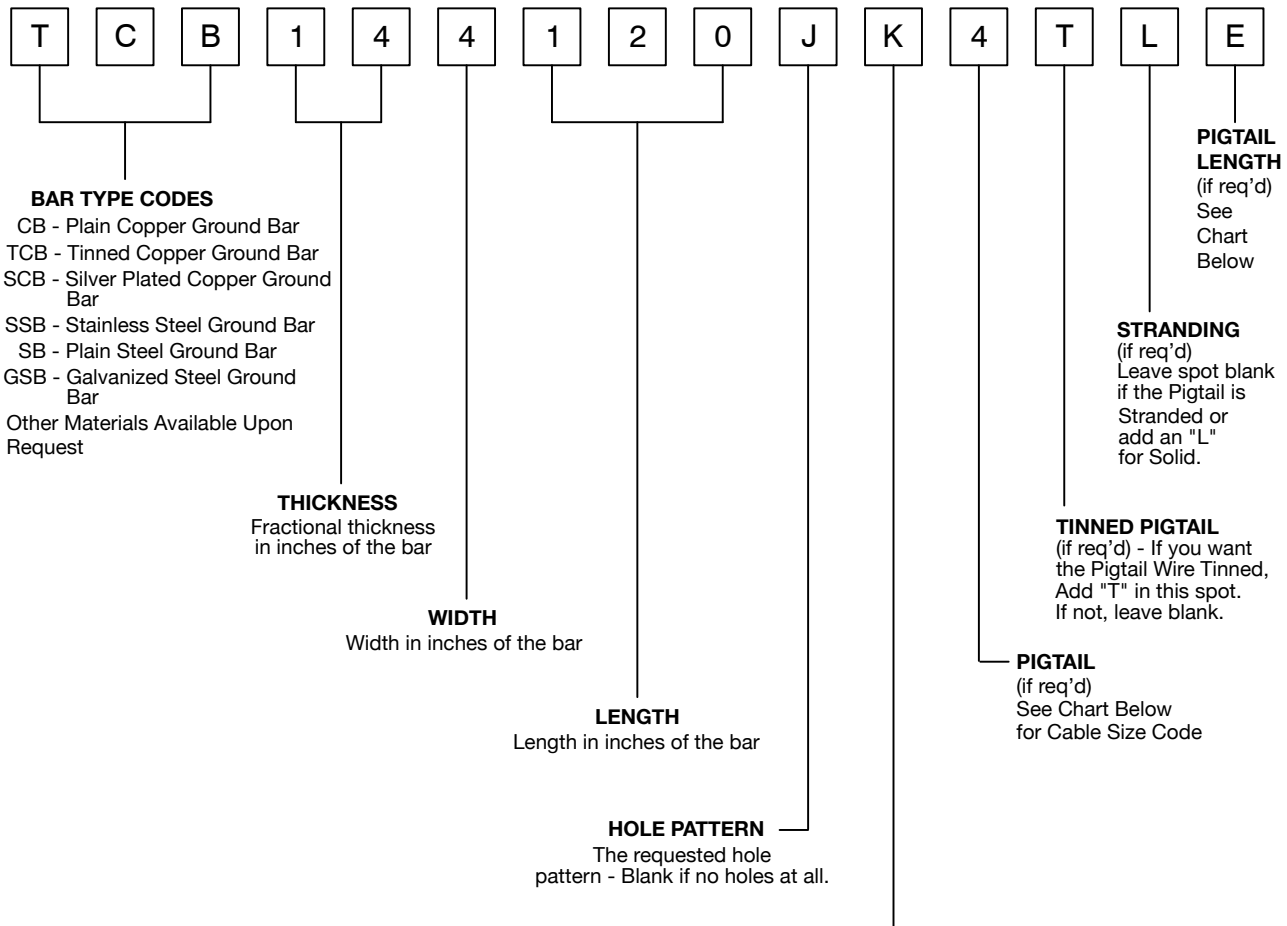 T C B 1 4 4 1 2 0 J K 4 T L E
BAR TYPE CODES
CB - Plain Copper Ground Bar
TCB - Tinned Copper Ground Bar
SCB - Silver Plated Copper Ground
Bar
SSB - Stainless Steel Ground Bar
SB - Plain Steel Ground Bar
GSB - Galvanized Steel Ground
Bar
Other Materials Available Upon
Request
THICKNESS
Fractional thickness
in inches of the bar
WIDTH
Width in inches of the bar
LENGTH
Length in inches of the bar
HOLE PATTERN
The requested hole
pattern - Blank if no holes at all.
PIGTAIL
(if req’d)
See Chart Below
for Cable Size Code
TINNED PIGTAIL
(if req’d) - If you want
the Pigtail Wire Tinned,
Add "T" in this spot.
If not, leave blank.
STRANDING
(if req’d)
Leave spot blank
if the Pigtail is
Stranded or
add an "L"
for Solid.
PIGTAIL
LENGTH
(if req’d)
See
Chart
Below